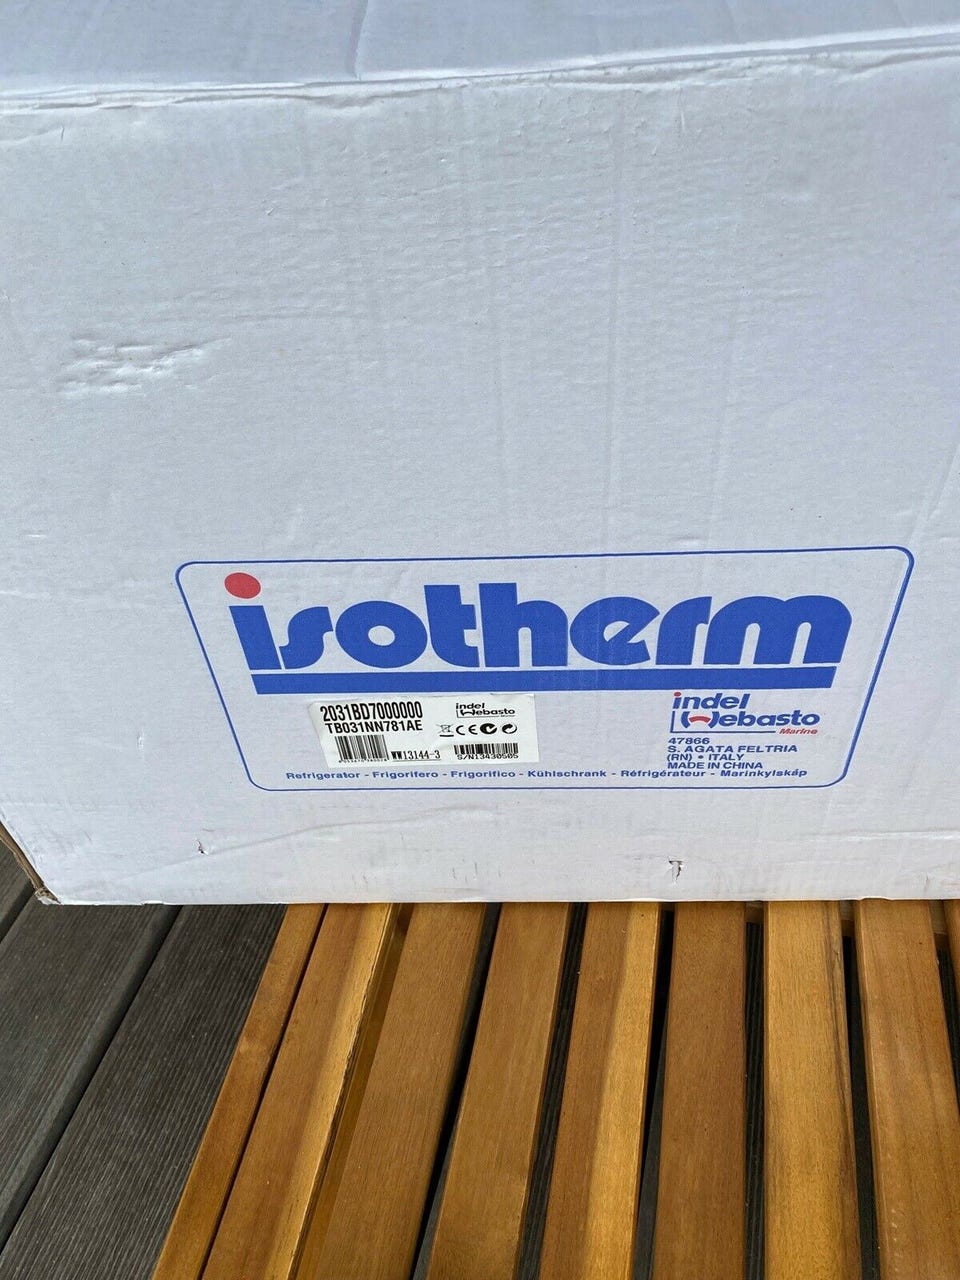 isotherm
2031BD7000000
TB031NN781AE
indel
Webasto
WW13144-3
S/N13430505
indel
Webasto
Marine
47866
S. AGATA FELTRIA
(RN) • ITALY
MADE IN CHINA
Refrigerator - Frigorifero - Frigorifico - Kühlschrank - Réfrigérateur - Marinkylskåp